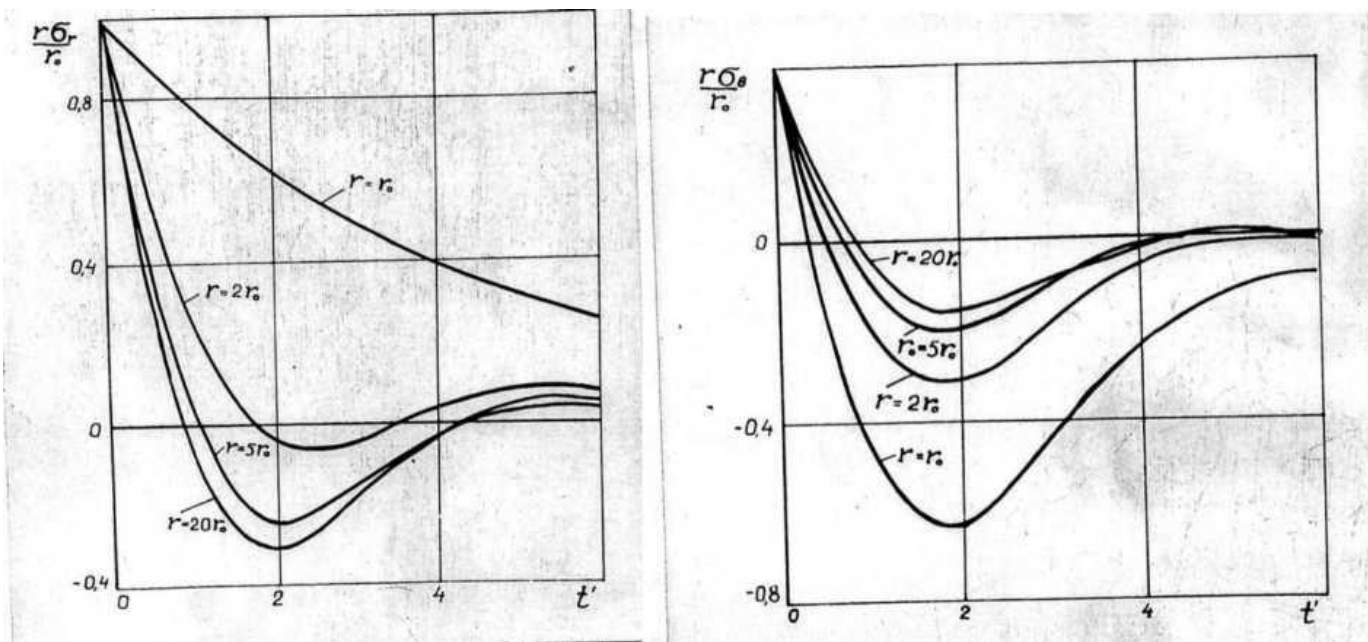 rσr
r₀
0,8
r=r₀
0,4
r=2r₀
0
r=5r₀
r=20r₀
-0,4
0
2
4
t'
rσθ
r₀
0
r=20r₀
r₀=5r₀
r=2r₀
-0,4
r=r₀
-0,8
0
2
4
t'